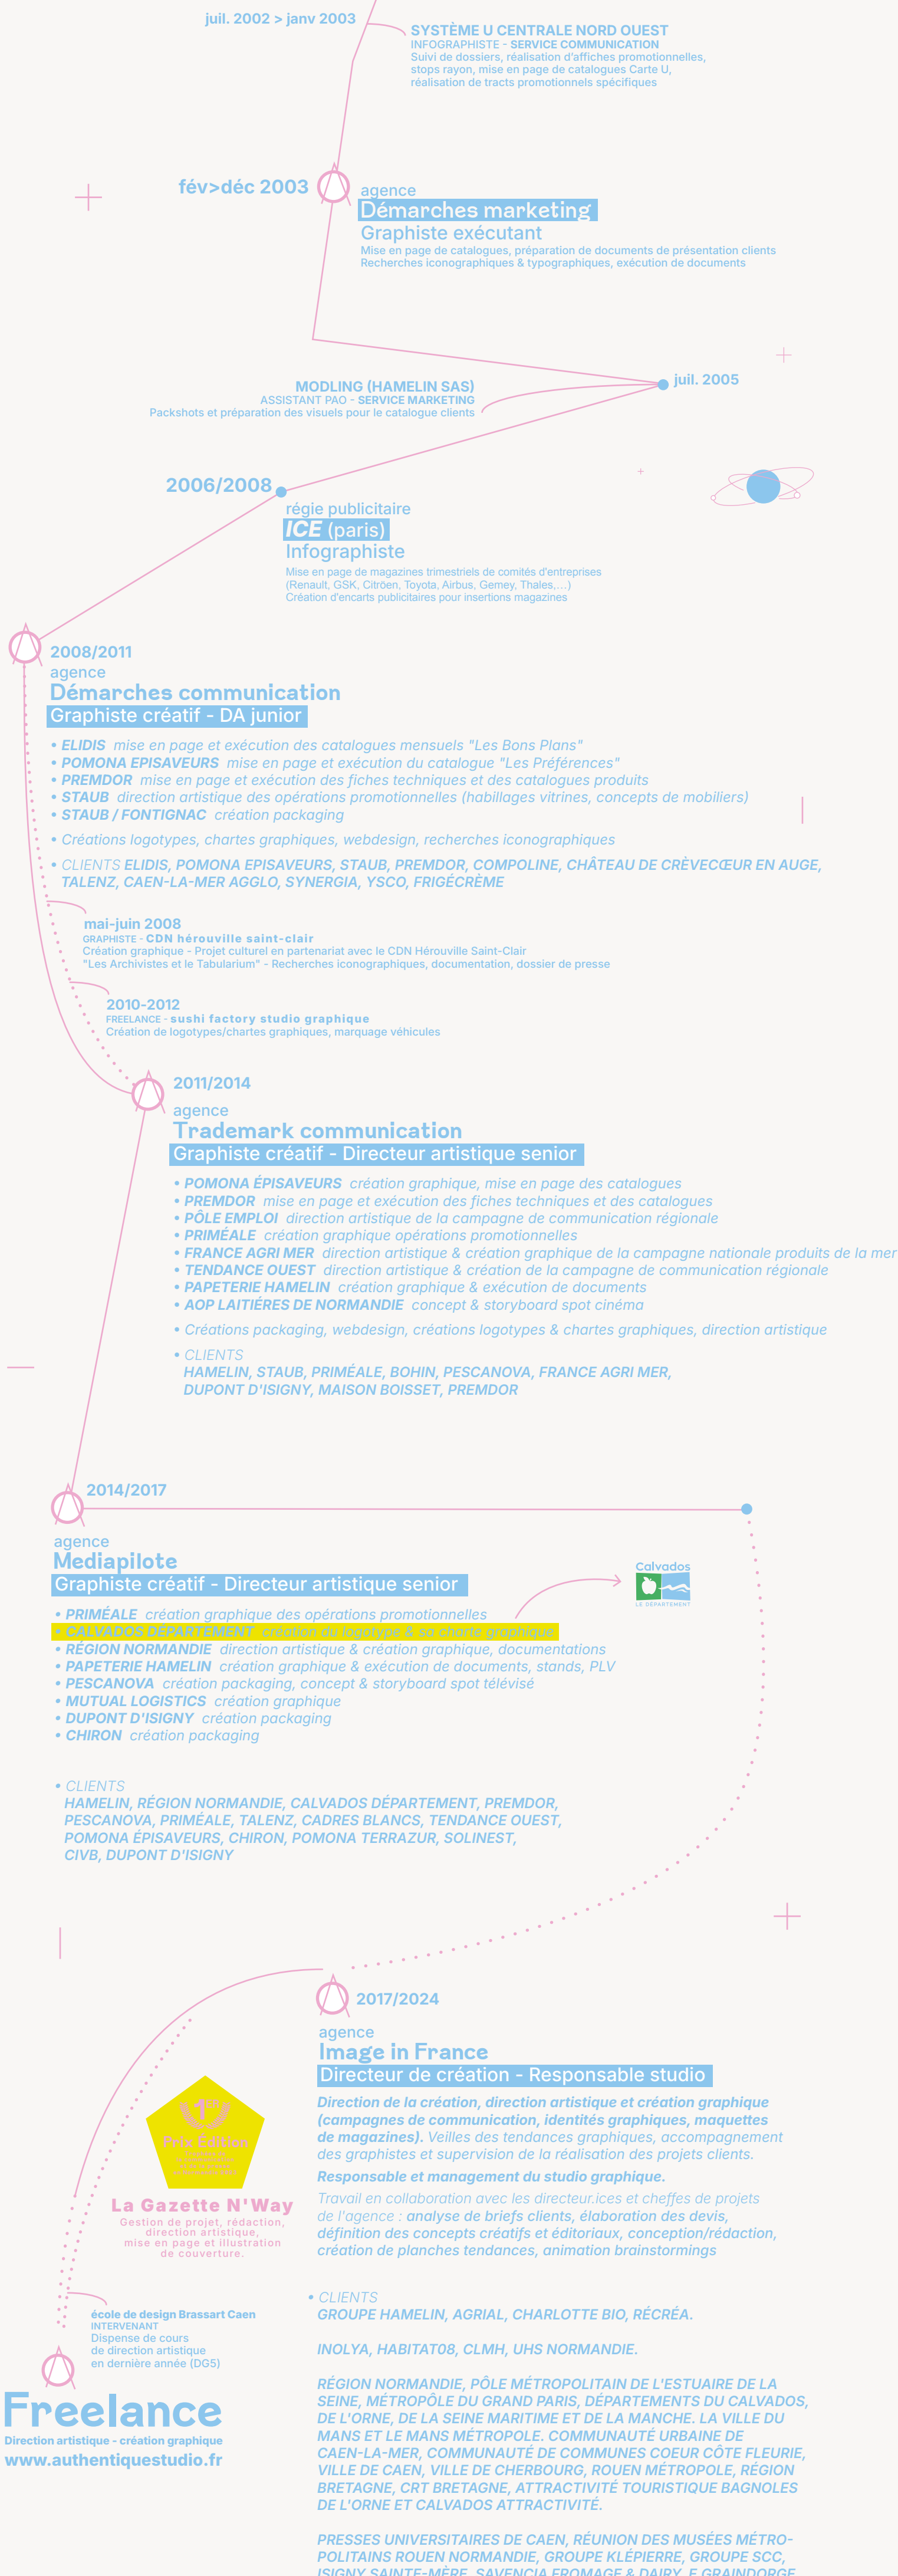 juil. 2002 > janv 2003
SYSTÈME U CENTRALE NORD OUEST
INFOGRAPHISTE - SERVICE COMMUNICATION
Suivi de dossiers, réalisation d'affiches promotionnelles,
stops rayon, mise en page de catalogues Carte U,
réalisation de tracts promotionnels spécifiques
fév>déc 2003
agence
Démarches marketing
Graphiste exécutant
Mise en page de catalogues, préparation de documents de présentation clients
Recherches iconographiques & typographiques, exécution de documents
juil. 2005
MODLING (HAMELIN SAS)
ASSISTANT PAO - SERVICE MARKETING
Packshots et préparation des visuels pour le catalogue clients
2006/2008
régie publicitaire
ICE (paris)
Infographiste
Mise en page de magazines trimestriels de comités d'entreprises
(Renault, GSK, Citröen, Toyota, Airbus, Gemey, Thales,...)
Création d'encarts publicitaires pour insertions magazines
2008/2011
agence
Démarches communication
Graphiste créatif - DA junior
• ELIDIS mise en page et exécution des catalogues mensuels "Les Bons Plans"
• POMONA EPISAVEURS mise en page et exécution du catalogue "Les Préférences"
• PREMDOR mise en page et exécution des fiches techniques et des catalogues produits
• STAUB direction artistique des opérations promotionnelles (habillages vitrines, concepts de mobiliers)
• STAUB / FONTIGNAC création packaging
• Créations logotypes, chartes graphiques, webdesign, recherches iconographiques
• CLIENTS ELIDIS, POMONA EPISAVEURS, STAUB, PREMDOR, COMPOLINE, CHÂTEAU DE CRÈVECŒUR EN AUGE,
TALENZ, CAEN-LA-MER AGGLO, SYNERGIA, YSCO, FRIGÉCRÈME
mai-juin 2008
GRAPHISTE - CDN hérouville saint-clair
Création graphique - Projet culturel en partenariat avec le CDN Hérouville Saint-Clair
"Les Archivistes et le Tabularium" - Recherches iconographiques, documentation, dossier de presse
2010-2012
FREELANCE - sushi factory studio graphique
Création de logotypes/chartes graphiques, marquage véhicules
2011/2014
agence
Trademark communication
Graphiste créatif - Directeur artistique senior
• POMONA ÉPISAVEURS création graphique, mise en page des catalogues
• PREMDOR mise en page et exécution des fiches techniques et des catalogues
• PÔLE EMPLOI direction artistique de la campagne de communication régionale
• PRIMÉALE création graphique opérations promotionnelles
• FRANCE AGRI MER direction artistique & création graphique de la campagne nationale produits de la mer
• TENDANCE OUEST direction artistique & création de la campagne de communication régionale
• PAPETERIE HAMELIN création graphique & exécution de documents
• AOP LAITIÉRES DE NORMANDIE concept & storyboard spot cinéma
• Créations packaging, webdesign, créations logotypes & chartes graphiques, direction artistique
• CLIENTS
HAMELIN, STAUB, PRIMÉALE, BOHIN, PESCANOVA, FRANCE AGRI MER,
DUPONT D'ISIGNY, MAISON BOISSET, PREMDOR
2014/2017
agence
Mediapilote
Graphiste créatif - Directeur artistique senior
Calvados
LE DÉPARTEMENT
• PRIMÉALE création graphique des opérations promotionnelles
• CALVADOS DÉPARTEMENT création du logotype & sa charte graphique
• RÉGION NORMANDIE direction artistique & création graphique, documentations
• PAPETERIE HAMELIN création graphique & exécution de documents, stands, PLV
• PESCANOVA création packaging, concept & storyboard spot télévisé
• MUTUAL LOGISTICS création graphique
• DUPONT D'ISIGNY création packaging
• CHIRON création packaging
• CLIENTS
HAMELIN, RÉGION NORMANDIE, CALVADOS DÉPARTEMENT, PREMDOR,
PESCANOVA, PRIMÉALE, TALENZ, CADRES BLANCS, TENDANCE OUEST,
POMONA ÉPISAVEURS, CHIRON, POMONA TERRAZUR, SOLINEST,
CIVB, DUPONT D'ISIGNY
2017/2024
agence
Image in France
Directeur de création - Responsable studio
Direction de la création, direction artistique et création graphique
(campagnes de communication, identités graphiques, maquettes
de magazines). Veilles des tendances graphiques, accompagnement
des graphistes et supervision de la réalisation des projets clients.
Responsable et management du studio graphique.
Travail en collaboration avec les directeur.ices et cheffes de projets
de l'agence : analyse de briefs clients, élaboration des devis,
définition des concepts créatifs et éditoriaux, conception/rédaction,
création de planches tendances, animation brainstormings
1ER
Prix Édition
La Gazette N'Way
Gestion de projet, rédaction,
direction artistique,
mise en page et illustration
de couverture.
école de design Brassart Caen
INTERVENANT
Dispense de cours
de direction artistique
en dernière année (DG5)
Freelance
Direction artistique - création graphique
www.authentiquestudio.fr
• CLIENTS
GROUPE HAMELIN, AGRIAL, CHARLOTTE BIO, RÉCRÉA.
INOLYA, HABITAT08, CLMH, UHS NORMANDIE.
RÉGION NORMANDIE, PÔLE MÉTROPOLITAIN DE L'ESTUAIRE DE LA
SEINE, MÉTROPÔLE DU GRAND PARIS, DÉPARTEMENTS DU CALVADOS,
DE L'ORNE, DE LA SEINE MARITIME ET DE LA MANCHE. LA VILLE DU
MANS ET LE MANS MÉTROPOLE. COMMUNAUTÉ URBAINE DE
CAEN-LA-MER, COMMUNAUTÉ DE COMMUNES COEUR CÔTE FLEURIE,
VILLE DE CAEN, VILLE DE CHERBOURG, ROUEN MÉTROPOLE, RÉGION
BRETAGNE, CRT BRETAGNE, ATTRACTIVITÉ TOURISTIQUE BAGNOLES
DE L'ORNE ET CALVADOS ATTRACTIVITÉ.
PRESSES UNIVERSITAIRES DE CAEN, RÉUNION DES MUSÉES MÉTRO-
POLITAINS ROUEN NORMANDIE, GROUPE KLÉPIERRE, GROUPE SCC,
ISIGNY SAINTE-MÈRE, SAVENCIA FROMAGE & DAIRY, E.GRAINDORGE,